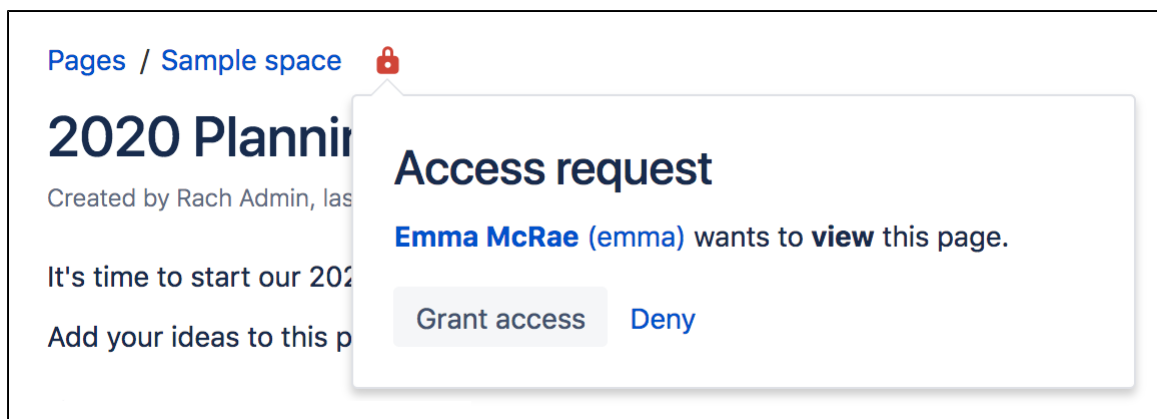 Pages / Sample space
2020 Plannin
Created by Rach Admin, las
It's time to start our 202
Add your ideas to this p
Access request
Emma McRae (emma) wants to view this page.
Grant access Deny